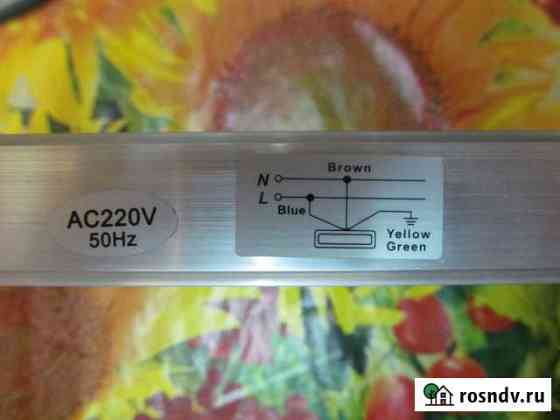 AC220V
50Hz
Brown
N
L
Blue
Yellow
Green
rosndv.ru